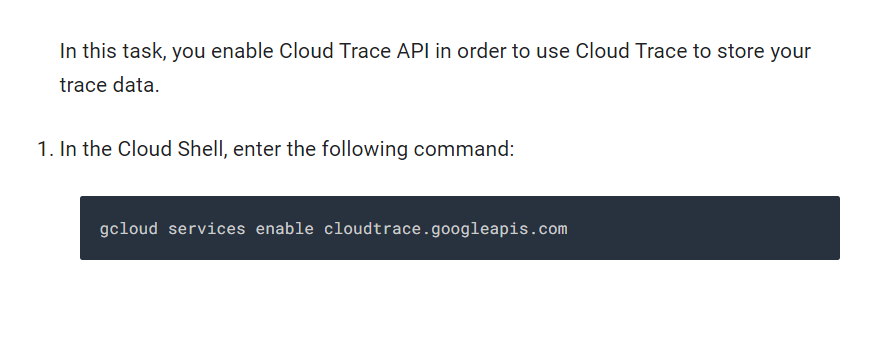 In this task, you enable Cloud Trace API in order to use Cloud Trace to store your
trace data.
1. In the Cloud Shell, enter the following command:
gcloud services enable cloudtrace.googleapis.com